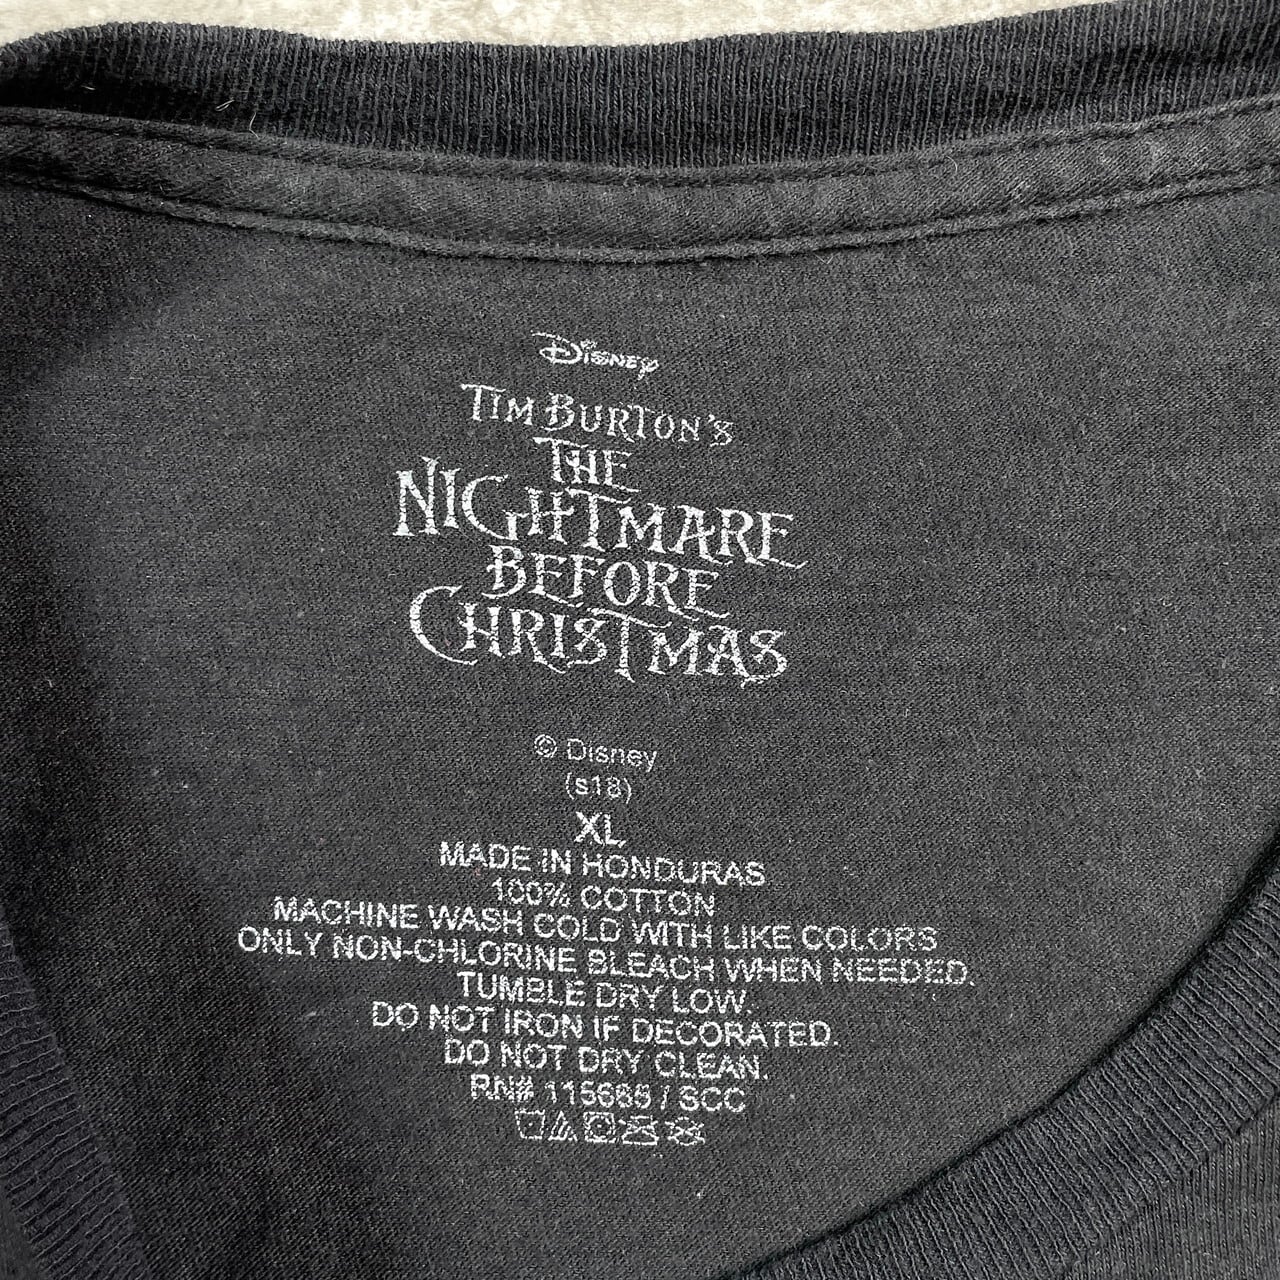 Disney
TIM BURTON'S
THE
NIGHTMARE
BEFORE
CHRISTMAS
© Disney
(s18)
XL
MADE IN HONDURAS
100% COTTON
MACHINE WASH COLD WITH LIKE COLORS
ONLY NON-CHLORINE BLEACH WHEN NEEDED.
TUMBLE DRY LOW.
DO NOT IRON IF DECORATED.
DO NOT DRY CLEAN.
RN# 115665 / SCC